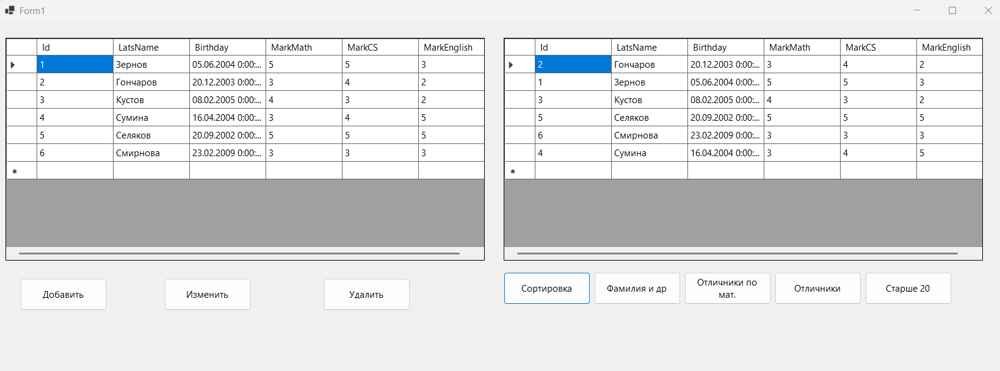 Form1
Id LatsName Birthday MarkMath MarkCS MarkEnglish
1 Зернов 05.06.2004 0:00:... 5 5 3
2 Гончаров 20.12.2003 0:00:... 3 4 2
3 Кустов 08.02.2005 0:00:... 4 3 2
4 Сумина 16.04.2004 0:00:... 3 4 5
5 Селяков 20.09.2002 0:00:... 5 5 5
6 Смирнова 23.02.2009 0:00:... 3 3 3
Id LatsName Birthday MarkMath MarkCS MarkEnglish
2 Гончаров 20.12.2003 0:00:... 3 4 2
1 Зернов 05.06.2004 0:00:... 5 5 3
3 Кустов 08.02.2005 0:00:... 4 3 2
5 Селяков 20.09.2002 0:00:... 5 5 5
6 Смирнова 23.02.2009 0:00:... 3 3 3
4 Сумина 16.04.2004 0:00:... 3 4 5
Добавить
Изменить
Удалить
Сортировка
Фамилия и др
Отличники по
мат.
Отличники
Старше 20